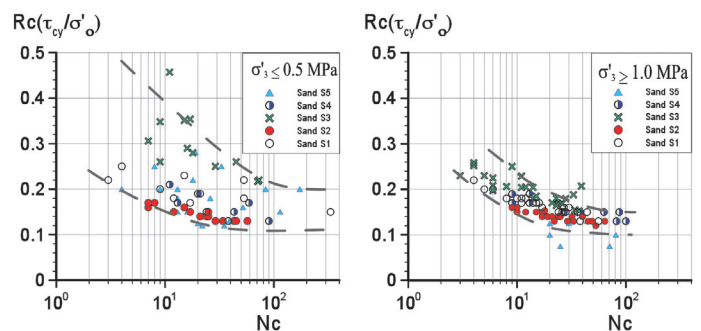 Rc(τcy/σ'o)
0.5
0.4
0.3
0.2
0.1
0
10⁰ 10¹ 10² 10³
Nc
σ'₃ ≤ 0.5 MPa
Sand S5
Sand S4
Sand S3
Sand S2
Sand S1
Rc(τcy/σ'o)
0.5
0.4
0.3
0.2
0.1
0
10⁰ 10¹ 10² 10³
Nc
σ'₃ ≥ 1.0 MPa
Sand S5
Sand S4
Sand S3
Sand S2
Sand S1